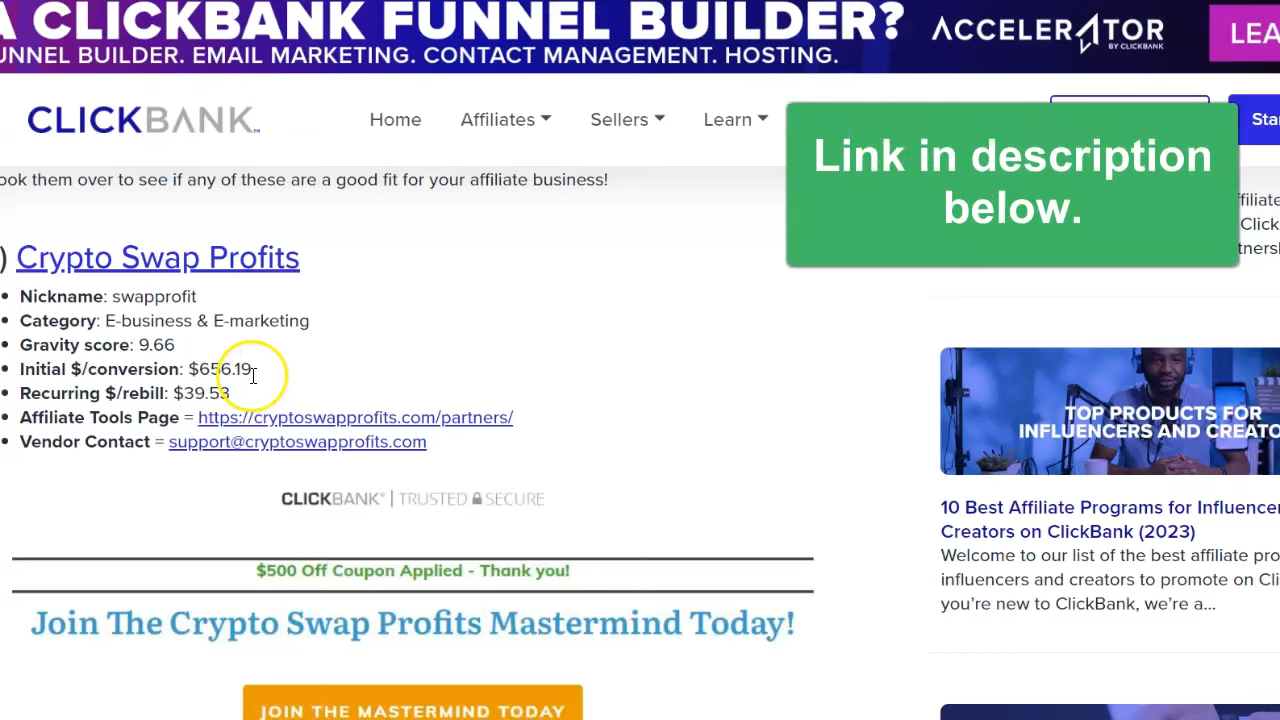 A CLICKBANK FUNNEL BUILDER?
UNNEL BUILDER. EMAIL MARKETING. CONTACT MANAGEMENT. HOSTING.
ACCELERATOR
BY CLICKBANK
LEA
CLICKBANK
Home
Affiliates
Sellers
Learn
Star
Link in description
below.
ook them over to see if any of these are a good fit for your affiliate business!
) Crypto Swap Profits
• Nickname: swapprofit
• Category: E-business & E-marketing
• Gravity score: 9.66
• Initial $/conversion: $656.19
• Recurring $/rebill: $39.53
• Affiliate Tools Page = https://cryptoswapprofits.com/partners/
• Vendor Contact = support@cryptoswapprofits.com
CLICKBANK® | TRUSTED SECURE
$500 Off Coupon Applied - Thank you!
Join The Crypto Swap Profits Mastermind Today!
JOIN THE MASTERMIND TODAY
ffiliate
Click
tnersh
TOP PRODUCTS FOR
INFLUENCERS AND CREATO
10 Best Affiliate Programs for Influencer
Creators on ClickBank (2023)
Welcome to our list of the best affiliate pro
influencers and creators to promote on Cli
you're new to ClickBank, we're a...